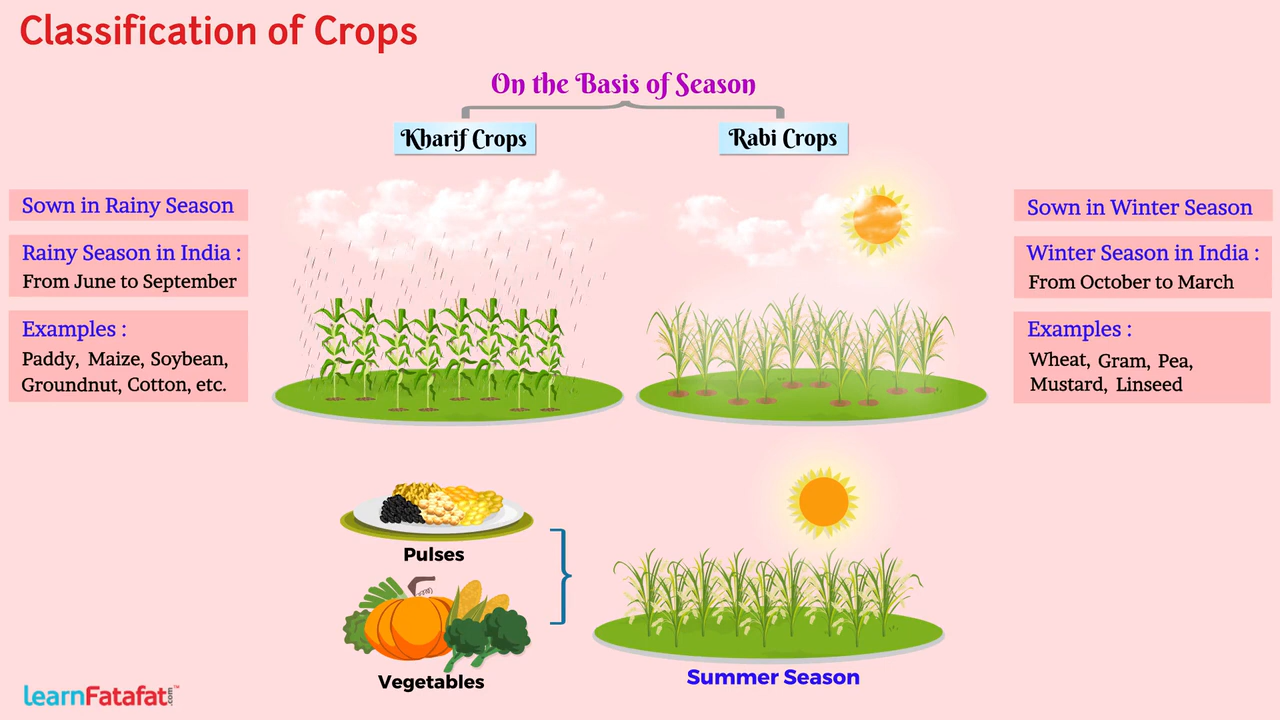 Classification of Crops
On the Basis of Season
Kharif Crops
Rabi Crops
Sown in Rainy Season
Rainy Season in India :
From June to September
Examples :
Paddy, Maize, Soybean,
Groundnut, Cotton, etc.
Sown in Winter Season
Winter Season in India :
From October to March
Examples :
Wheat, Gram, Pea,
Mustard, Linseed
Pulses
Vegetables
Summer Season
learnFatafat.com™